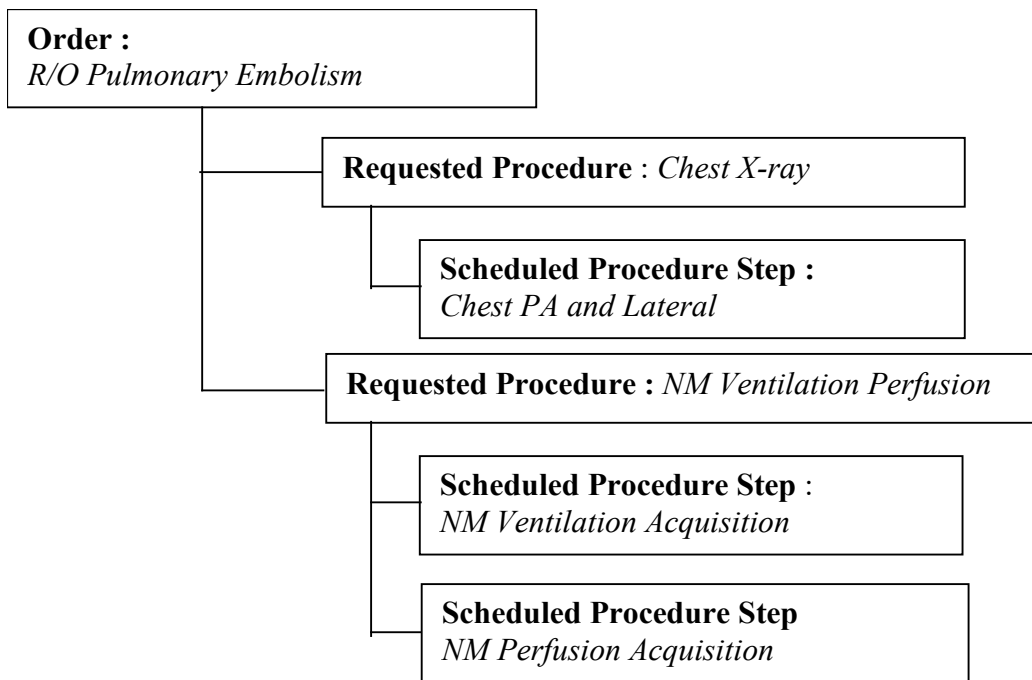 Order :
R/O Pulmonary Embolism
Requested Procedure : Chest X-ray
Scheduled Procedure Step :
Chest PA and Lateral
Requested Procedure : NM Ventilation Perfusion
Scheduled Procedure Step :
NM Ventilation Acquisition
Scheduled Procedure Step
NM Perfusion Acquisition